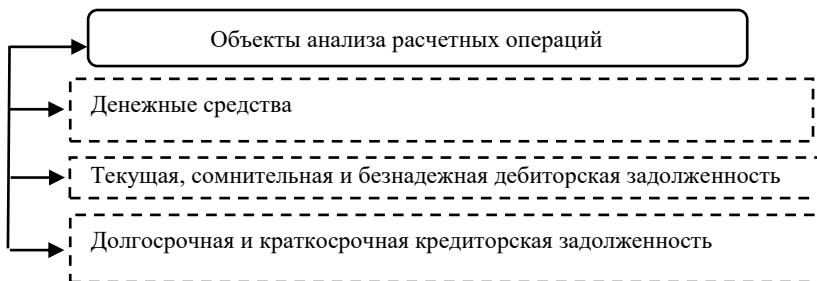 Объекты анализа расчетных операций
Денежные средства
Текущая, сомнительная и безнадежная дебиторская задолженность
Долгосрочная и краткосрочная кредиторская задолженность